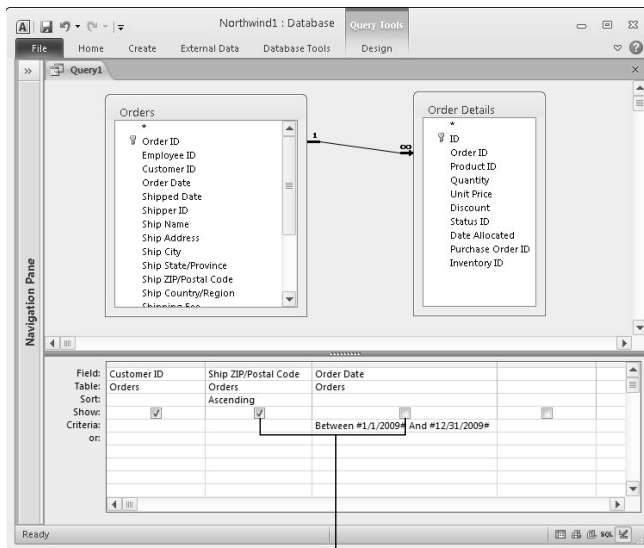 Northwind1 : Database
Query Tools
File Home Create External Data Database Tools Design
Query1
Navigation Pane
Orders
*
Order ID
Employee ID
Customer ID
Order Date
Shipped Date
Shipper ID
Ship Name
Ship Address
Ship City
Ship State/Province
Ship ZIP/Postal Code
Ship Country/Region
Shipping Fee
1
∞
Order Details
*
ID
Order ID
Product ID
Quantity
Unit Price
Discount
Status ID
Date Allocated
Purchase Order ID
Inventory ID
Field: Customer ID Ship ZIP/Postal Code Order Date
Table: Orders Orders Orders
Sort: Ascending
Show:
Criteria: Between #1/1/2009# And #12/31/2009#
or:
Ready
SQL